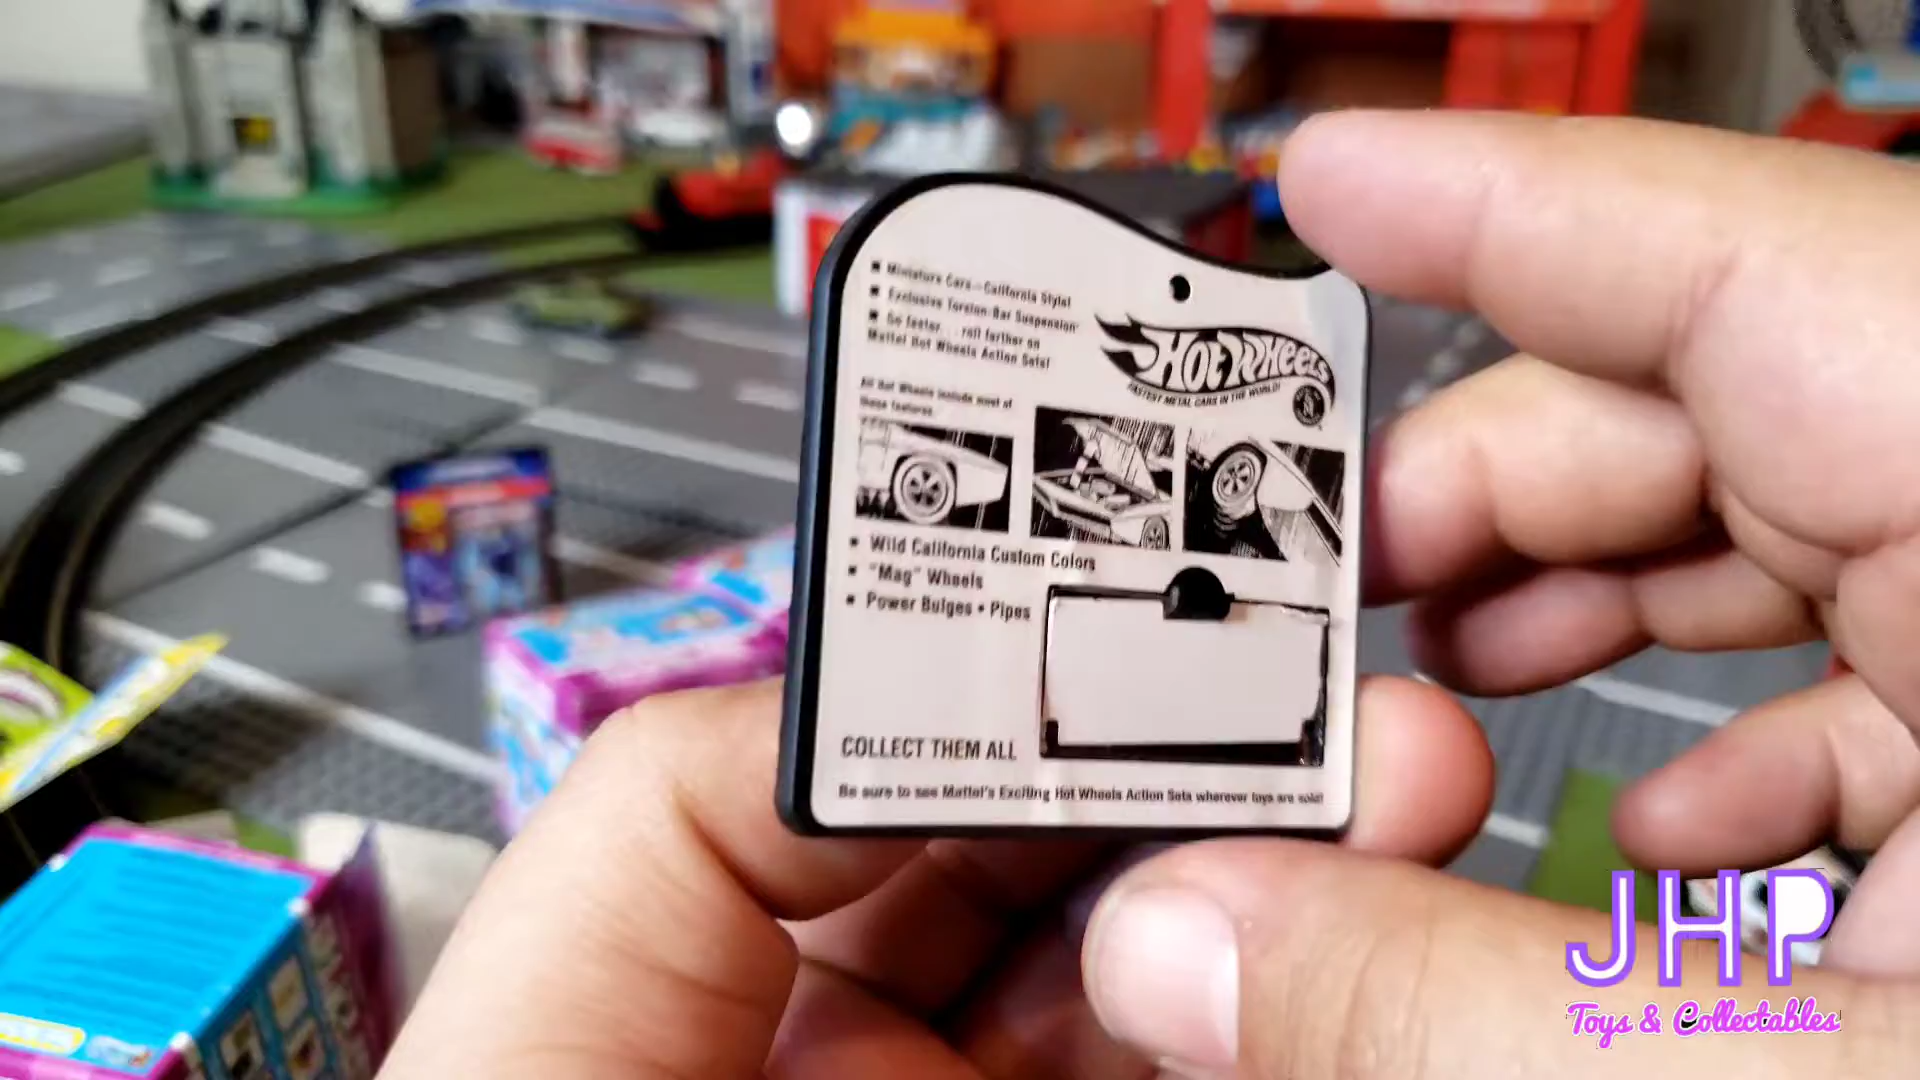 ▪ Miniature Cars—California Style!
▪ Exclusive Torsion-Bar Suspension
▪ Go faster...roll farther on
Mattel Hot Wheels Action Sets!
HOT WHEELS
FASTEST METAL CARS IN THE WORLD!
All Hot Wheels include most of
these features
▪ Wild California Custom Colors
▪ "Mag" Wheels
▪ Power Bulges • Pipes
COLLECT THEM ALL
Be sure to see Mattel's Exciting Hot Wheels Action Sets wherever toys are sold!
JHP
Toys & Collectables